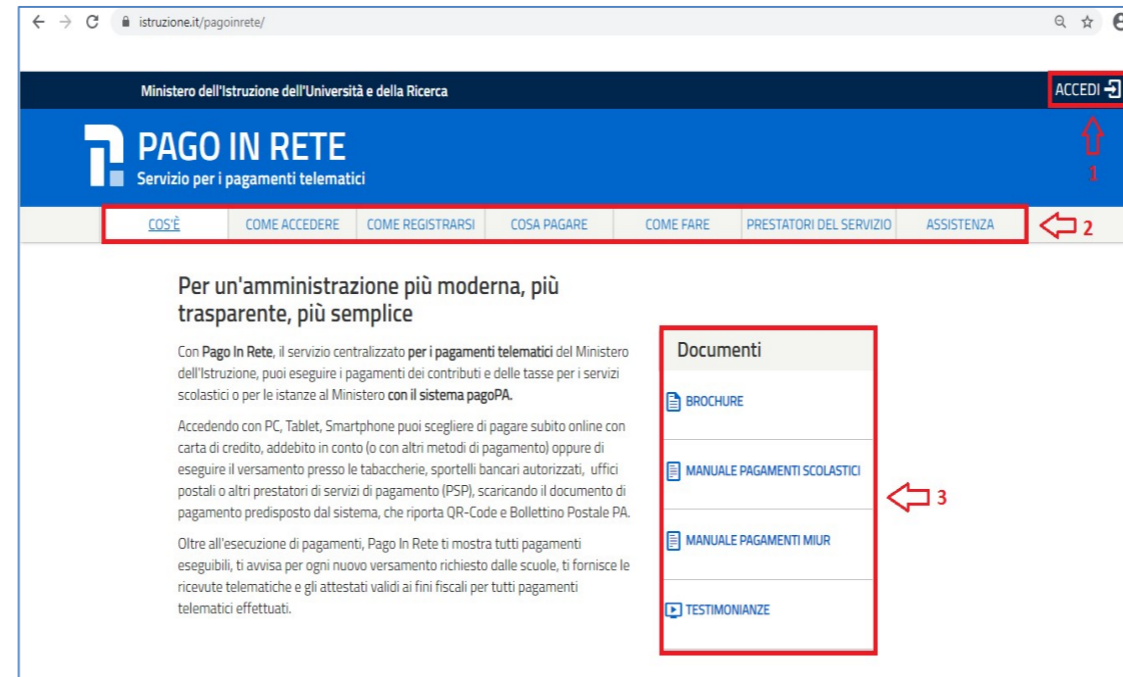 istruzione.it/pagoinrete/
Ministero dell'Istruzione dell'Università e della Ricerca
ACCEDI
1
PAGO IN RETE
Servizio per i pagamenti telematici
COS'È COME ACCEDERE COME REGISTRARSI COSA PAGARE COME FARE PRESTATORI DEL SERVIZIO ASSISTENZA
2
Per un'amministrazione più moderna, più
trasparente, più semplice
Con Pago In Rete, il servizio centralizzato per i pagamenti telematici del Ministero
dell'Istruzione, puoi eseguire i pagamenti dei contributi e delle tasse per i servizi
scolastici o per le istanze al Ministero con il sistema pagoPA.
Accedendo con PC, Tablet, Smartphone puoi scegliere di pagare subito online con
carta di credito, addebito in conto (o con altri metodi di pagamento) oppure di
eseguire il versamento presso le tabaccherie, sportelli bancari autorizzati, uffici
postali o altri prestatori di servizi di pagamento (PSP), scaricando il documento di
pagamento predisposto dal sistema, che riporta QR-Code e Bollettino Postale PA.
Oltre all'esecuzione di pagamenti, Pago In Rete ti mostra tutti pagamenti
eseguibili, ti avvisa per ogni nuovo versamento richiesto dalle scuole, ti fornisce le
ricevute telematiche e gli attestati validi ai fini fiscali per tutti pagamenti
telematici effettuati.
Documenti
BROCHURE
MANUALE PAGAMENTI SCOLASTICI
MANUALE PAGAMENTI MIUR
TESTIMONIANZE
3